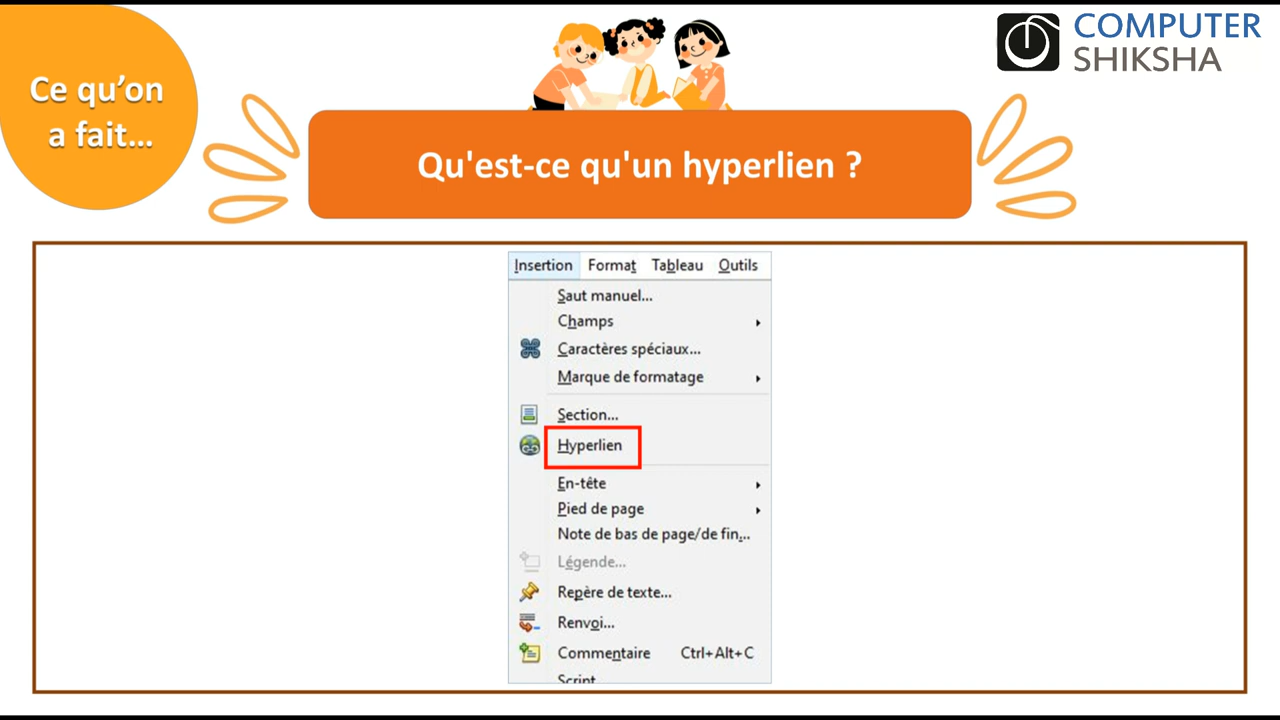 Ce qu’on
a fait...
COMPUTER
SHIKSHA
Qu'est-ce qu'un hyperlien ?
Insertion Format Tableau Outils
Saut manuel...
Champs
Caractères spéciaux...
Marque de formatage
Section...
Hyperlien
En-tête
Pied de page
Note de bas de page/de fin...
Légende...
Repère de texte...
Renvoi...
Commentaire Ctrl+Alt+C
Script